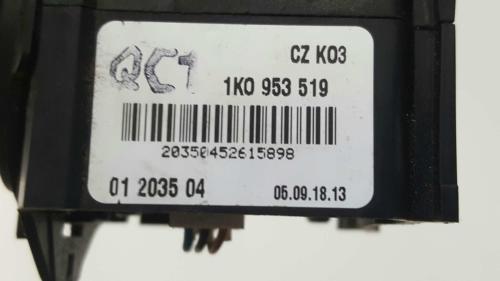 QC1
CZ K03
1K0 953 519
20350452615898
01 2035 04
05.09.18.13